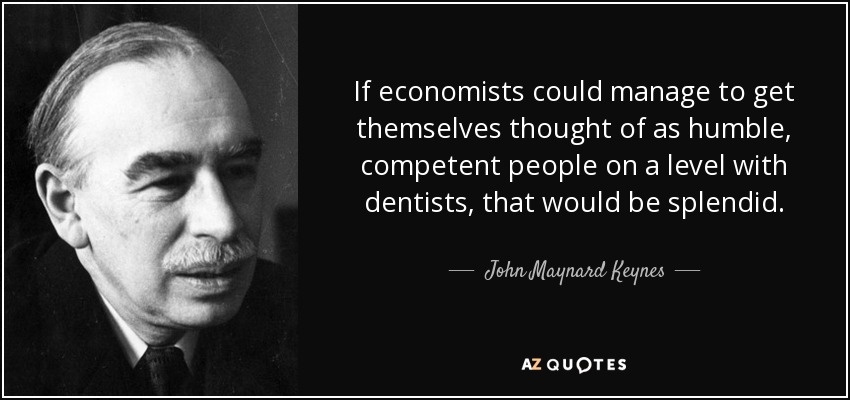 If economists could manage to get
themselves thought of as humble,
competent people on a level with
dentists, that would be splendid.
John Maynard Keynes
AZ QUOTES